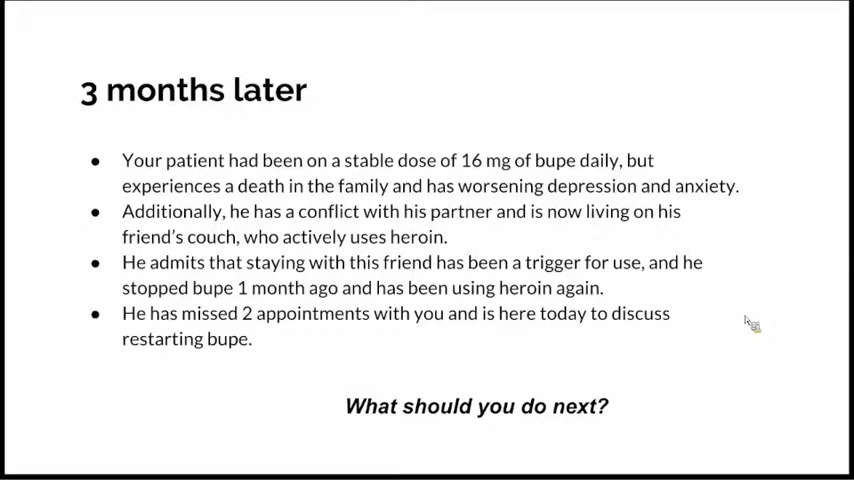 3 months later
● Your patient had been on a stable dose of 16 mg of bupe daily, but
experiences a death in the family and has worsening depression and anxiety.
● Additionally, he has a conflict with his partner and is now living on his
friend's couch, who actively uses heroin.
● He admits that staying with this friend has been a trigger for use, and he
stopped bupe 1 month ago and has been using heroin again.
● He has missed 2 appointments with you and is here today to discuss
restarting bupe.
What should you do next?